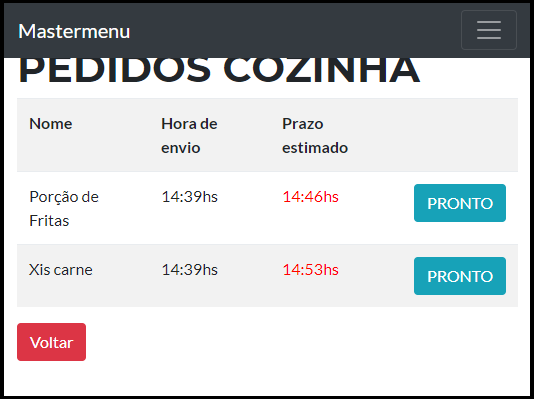 Mastermenu
PEDIDOS COZINHA
Nome
Hora de
envio
Prazo
estimado
Porção de
Fritas
14:39hs
14:46hs
PRONTO
Xis carne
14:39hs
14:53hs
PRONTO
Voltar